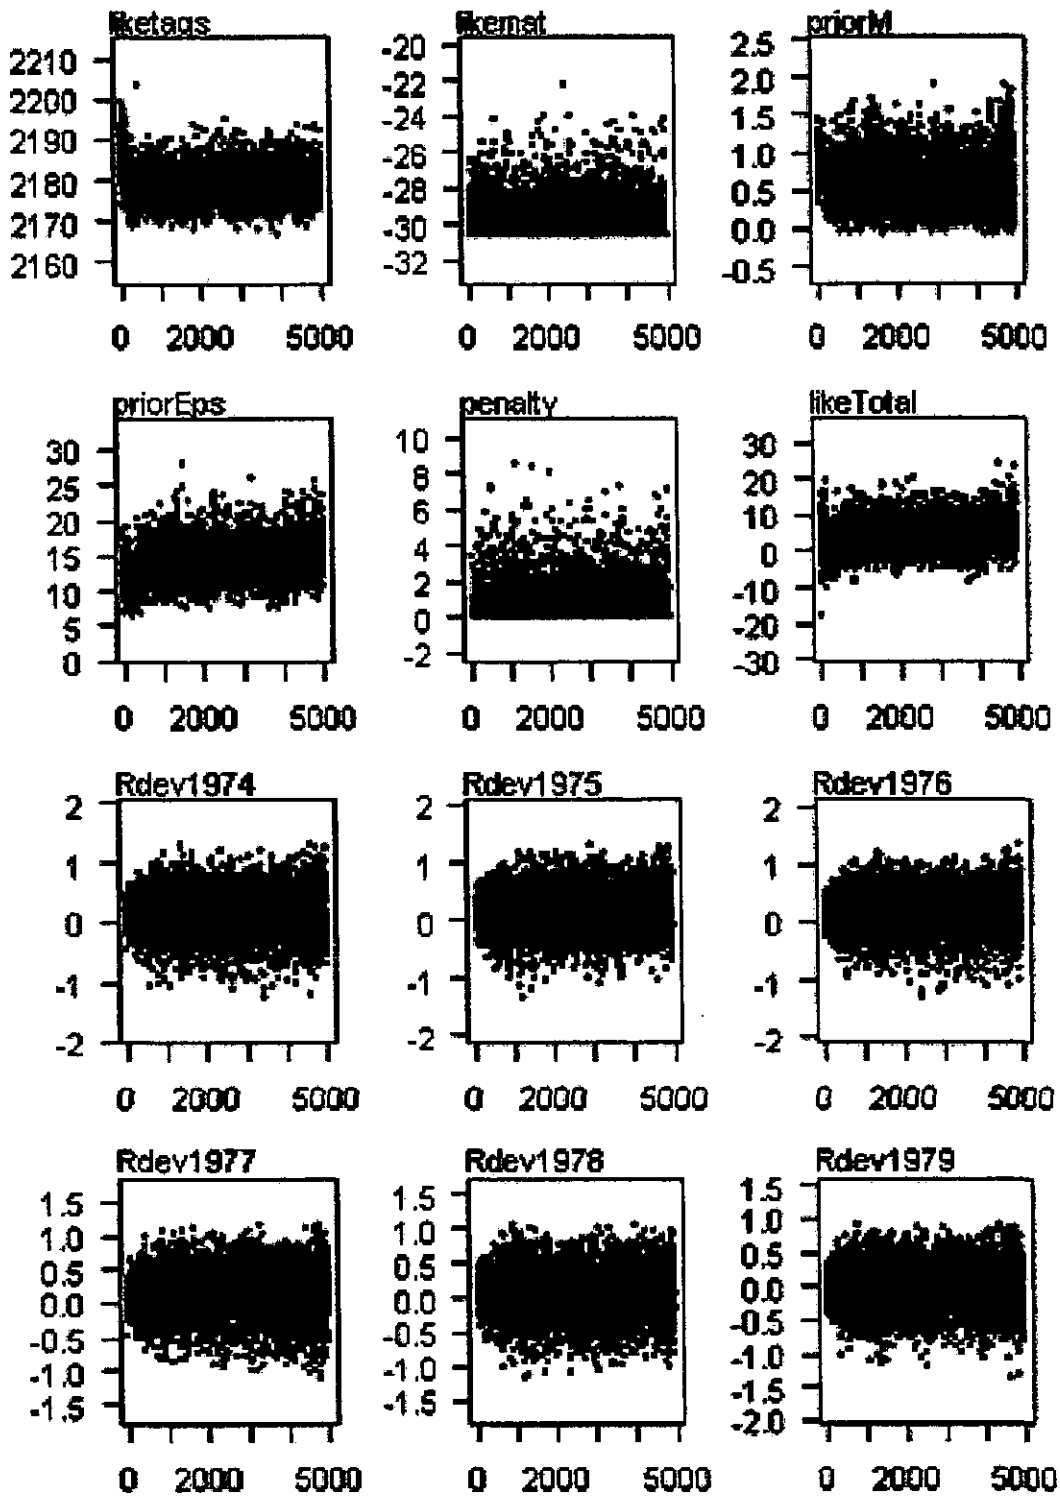 liketags likemat priorM
2210 2200 2190 2180 2170 2160
-20 -22 -24 -26 -28 -30 -32
2.5 2.0 1.5 1.0 0.5 0.0 -0.5
0 2000 5000 0 2000 5000 0 2000 5000
priorEps penalty likeTotal
30 25 20 15 10 5 0
10 8 6 4 2 0 -2
30 20 10 0 -10 -20 -30
0 2000 5000 0 2000 5000 0 2000 5000
Rdev1974 Rdev1975 Rdev1976
2 1 0 -1 -2
2 1 0 -1 -2
2 1 0 -1 -2
0 2000 5000 0 2000 5000 0 2000 5000
Rdev1977 Rdev1978 Rdev1979
1.5 1.0 0.5 0.0 -0.5 -1.0 -1.5
1.5 1.0 0.5 0.0 -0.5 -1.0 -1.5
1.5 1.0 0.5 0.0 -0.5 -1.0 -1.5 -2.0
0 2000 5000 0 2000 5000 0 2000 5000